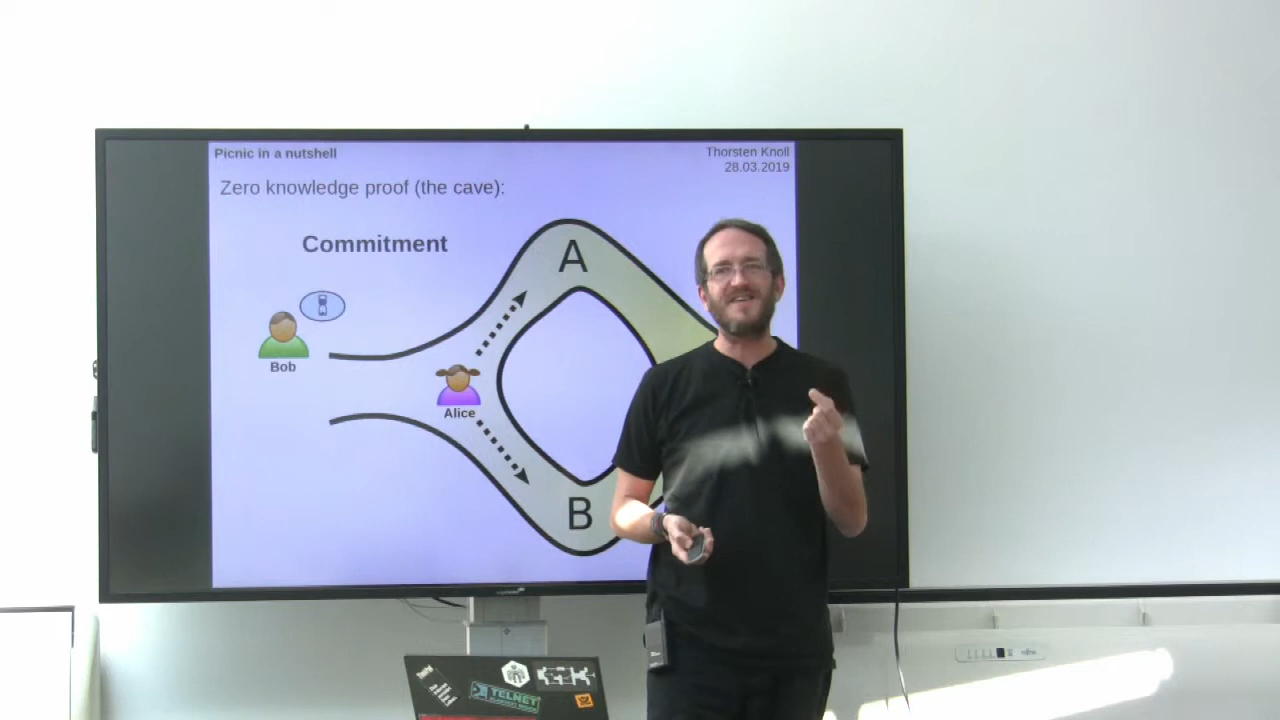 Picnic in a nutshell
Thorsten Knoll
28.03.2019
Zero knowledge proof (the cave):
Commitment
A
Bob
Alice
B
TELNET